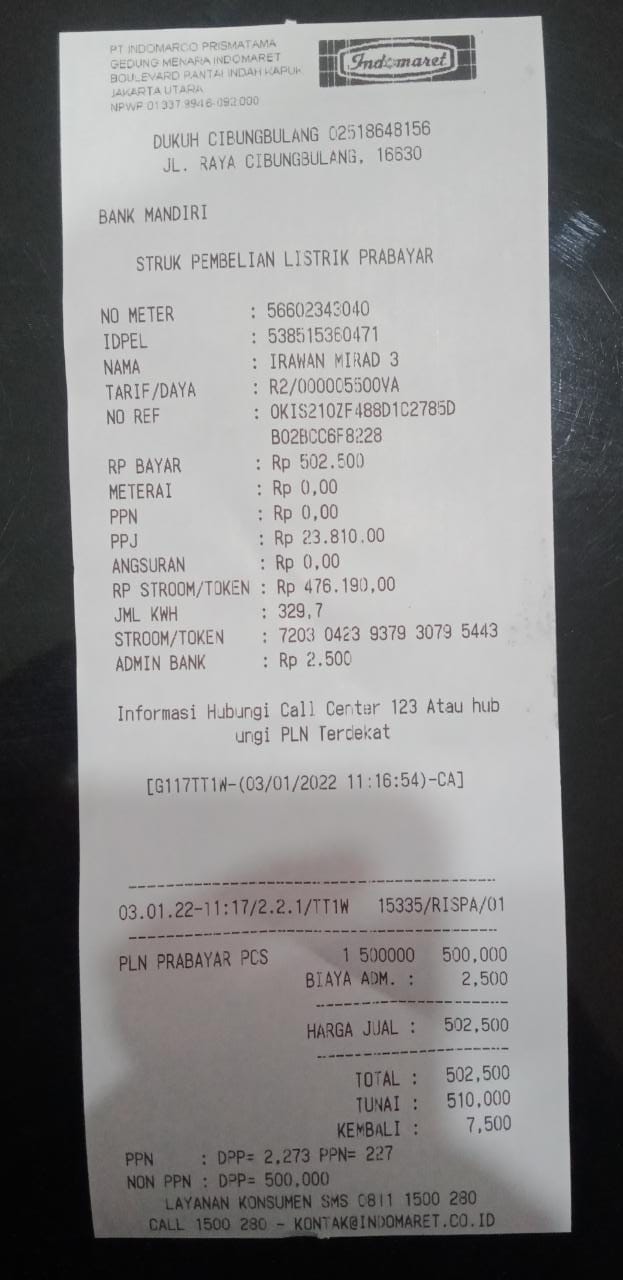 PT INDOMARCO PRISMATAMA
GEDUNG MENARA INDOMARET
BOULEVARD PANTAI INDAH KAPUK
JAKARTA UTARA
NPWP 01 337 9946-092.000
Indomaret
DUKUH CIBUNGBULANG 02518648156
JL. RAYA CIBUNGBULANG, 16630
BANK MANDIRI
STRUK PEMBELIAN LISTRIK PRABAYAR
NO METER : 56602343040
IDPEL : 538515360471
NAMA : IRAWAN MIRAD 3
TARIF/DAYA : R2/000005500VA
NO REF : 0KIS210ZF488D1C2785D
B02BCC6F8228
RP BAYAR : Rp 502.500
METERAI : Rp 0,00
PPN : Rp 0,00
PPJ : Rp 23.810.00
ANGSURAN : Rp 0,00
RP STROOM/TOKEN : Rp 476.190,00
JML KWH : 329,7
STROOM/TOKEN : 7203 0423 9379 3079 5443
ADMIN BANK : Rp 2.500
Informasi Hubungi Call Center 123 Atau hub
ungi PLN Terdekat
[G117TT1W-(03/01/2022 11:16:54)-CA]
03.01.22-11:17/2.2.1/TT1W 15335/RISPA/01
PLN PRABAYAR PCS 1 500000 500,000
BIAYA ADM. : 2,500
HARGA JUAL : 502,500
TOTAL : 502,500
TUNAI : 510,000
KEMBALI : 7,500
PPN : DPP= 2,273 PPN= 227
NON PPN : DPP= 500,000
LAYANAN KONSUMEN SMS 0811 1500 280
CALL 1500 280 - KONTAK@INDOMARET.CO.ID